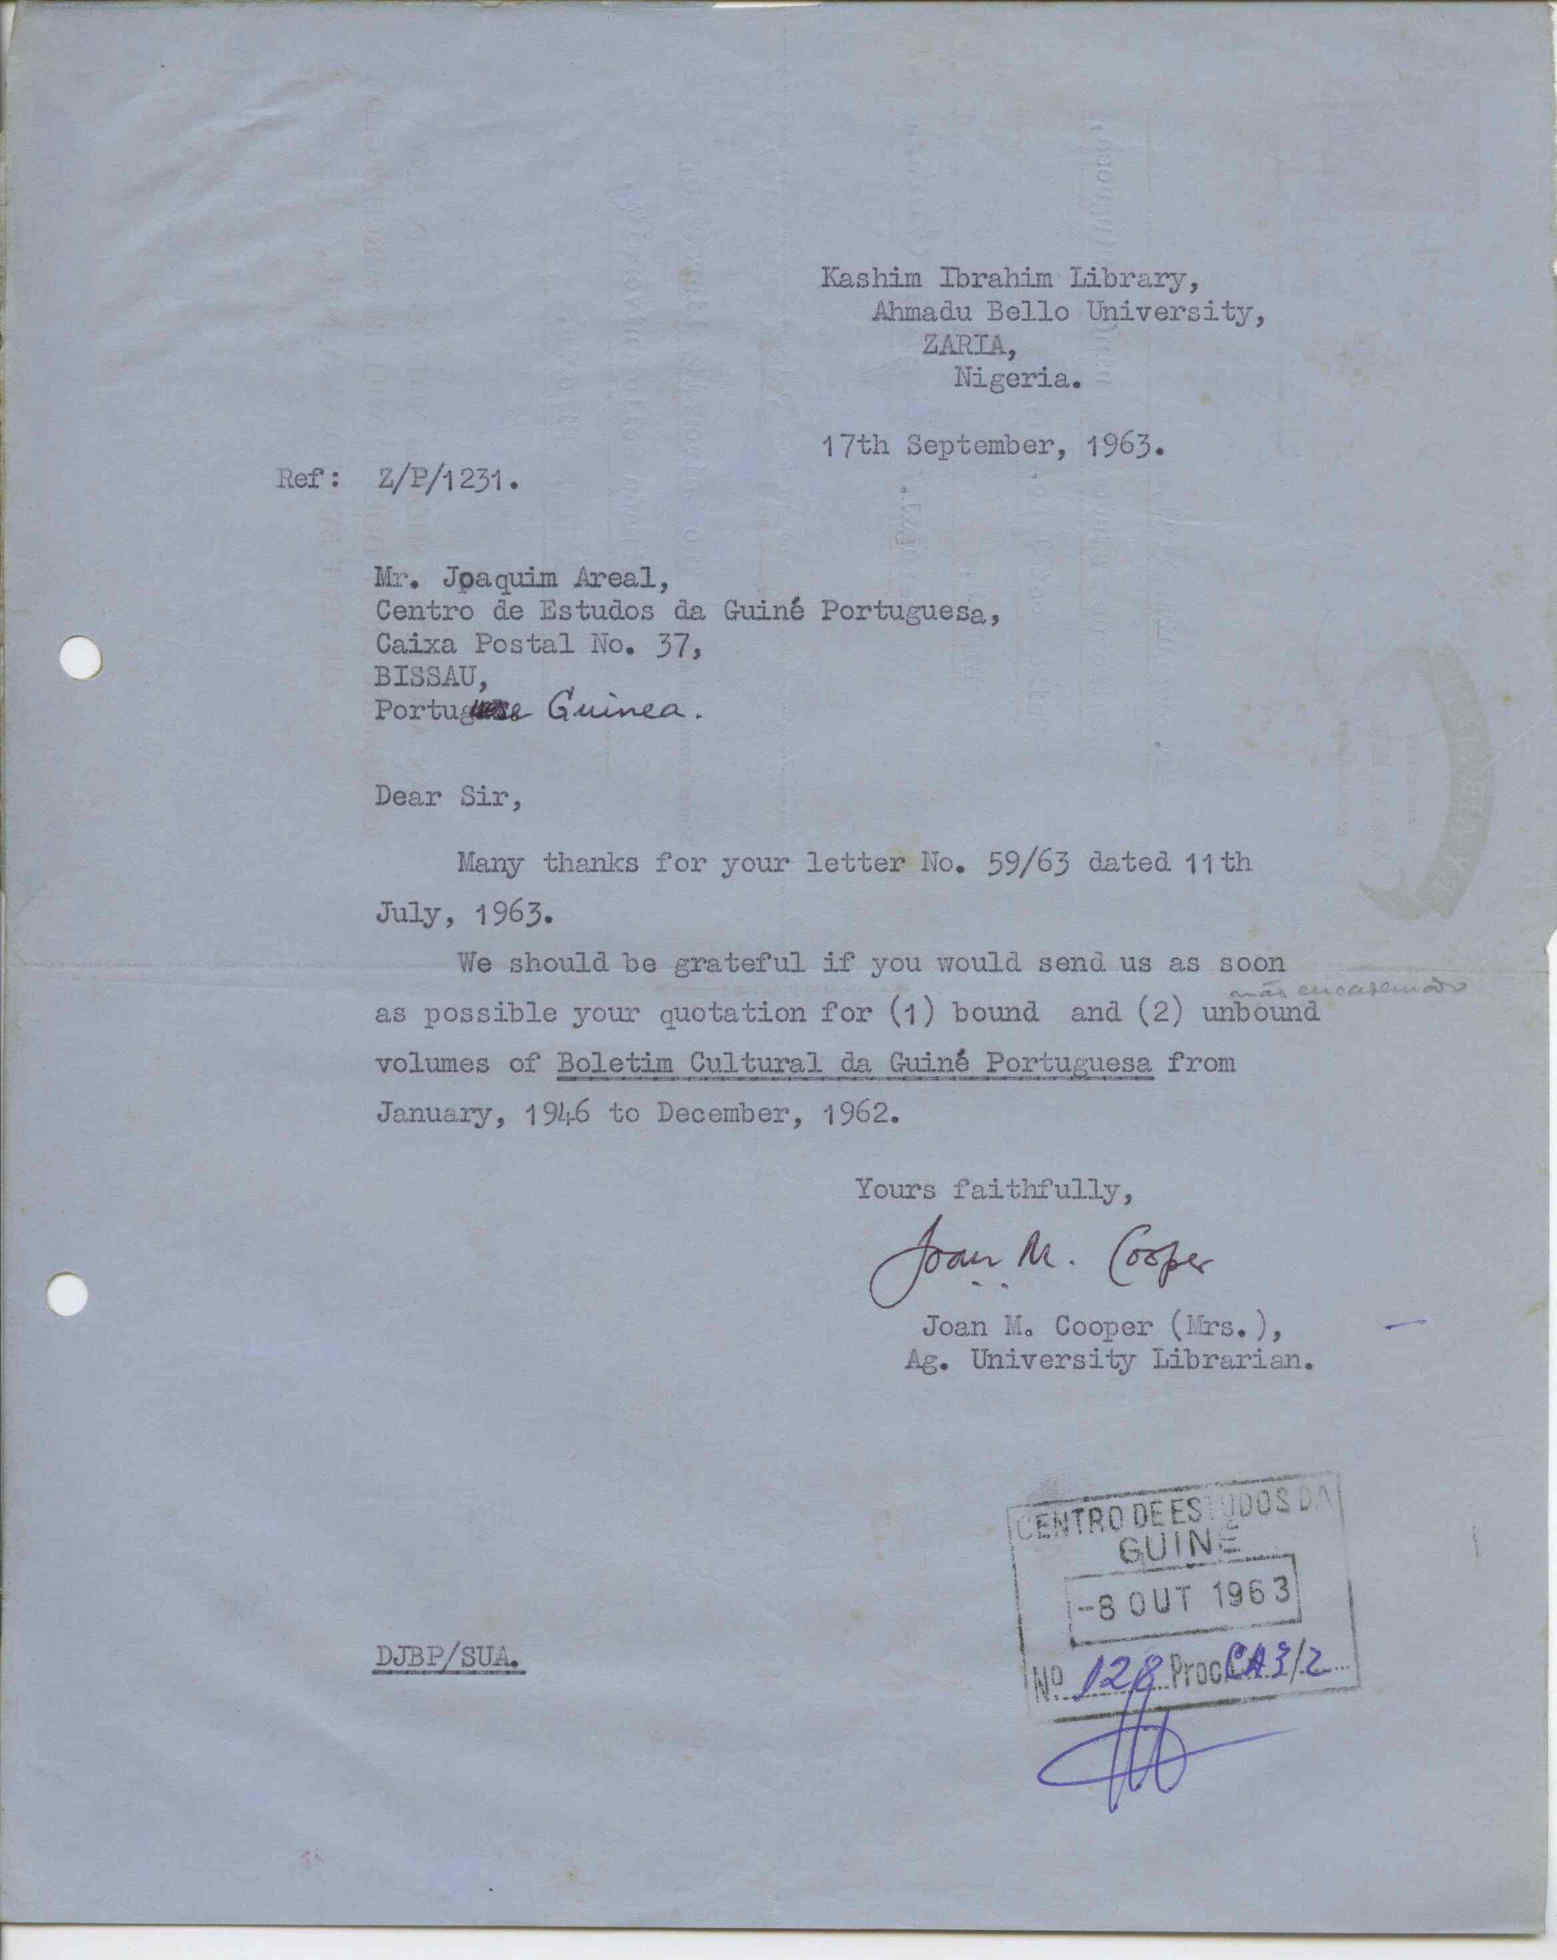 Kashim Ibrahim Library,
Ahmadu Bello University,
ZARIA,
Nigeria.
17th September, 1963.
Ref: Z/P/1231.
Mr. Joaquim Areal,
Centro de Estudos da Guiné Portuguesa,
Caixa Postal No. 37,
BISSAU,
Portuguese Guinea.
Dear Sir,
Many thanks for your letter No. 59/63 dated 11th
July, 1963.
We should be grateful if you would send us as soon
não encadernado
as possible your quotation for (1) bound and (2) unbound
volumes of Boletim Cultural da Guiné Portuguesa from
January, 1946 to December, 1962.
Yours faithfully,
Joan M. Cooper
Joan M. Cooper (Mrs.),
Ag. University Librarian.
CENTRO DE ESTUDOS DA
GUINÉ
-8 OUT 1963
Nº 128 Proc CA 3/2
DJBP/SUA.